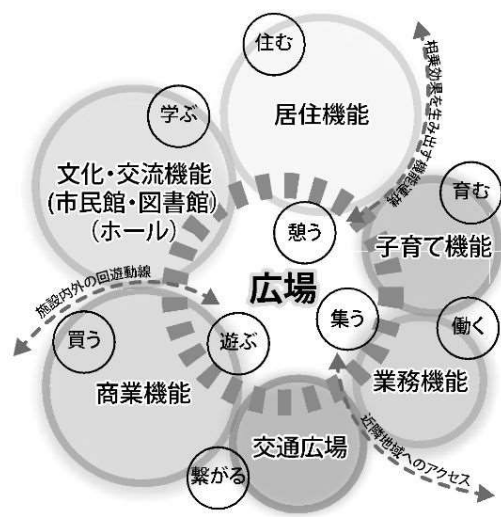 住む
居住機能
相乗効果を生み出す機能連携
学ぶ
文化・交流機能
(市民館・図書館)
(ホール)
育む
子育て機能
憩う
広場
施設内外の回遊動線
集う
働く
買う
遊ぶ
業務機能
商業機能
交通広場
近隣地域へのアクセス
繋がる